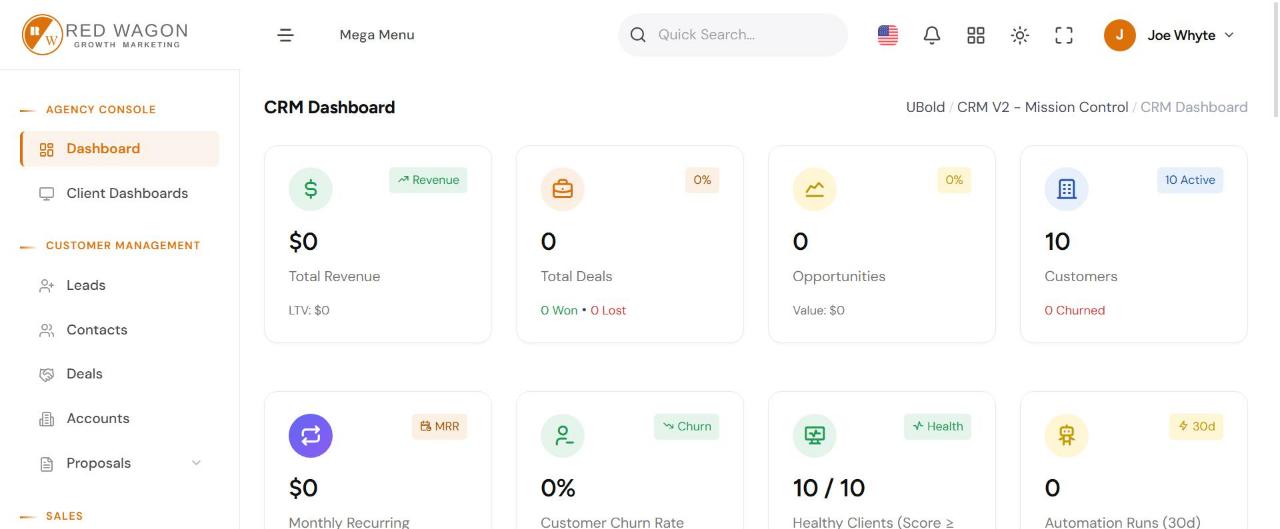 R W RED WAGON
GROWTH MARKETING
Mega Menu
Quick Search...
J Joe Whyte
AGENCY CONSOLE
Dashboard
Client Dashboards
CUSTOMER MANAGEMENT
Leads
Contacts
Deals
Accounts
Proposals
SALES
CRM Dashboard
UBold / CRM V2 - Mission Control / CRM Dashboard
$ Revenue
$0
Total Revenue
LTV: $0
0%
0
Total Deals
0 Won • 0 Lost
0%
0
Opportunities
Value: $0
10 Active
10
Customers
0 Churned
MRR
$0
Monthly Recurring
Churn
0%
Customer Churn Rate
Health
10 / 10
Healthy Clients (Score ≥
30d
0
Automation Runs (30d)